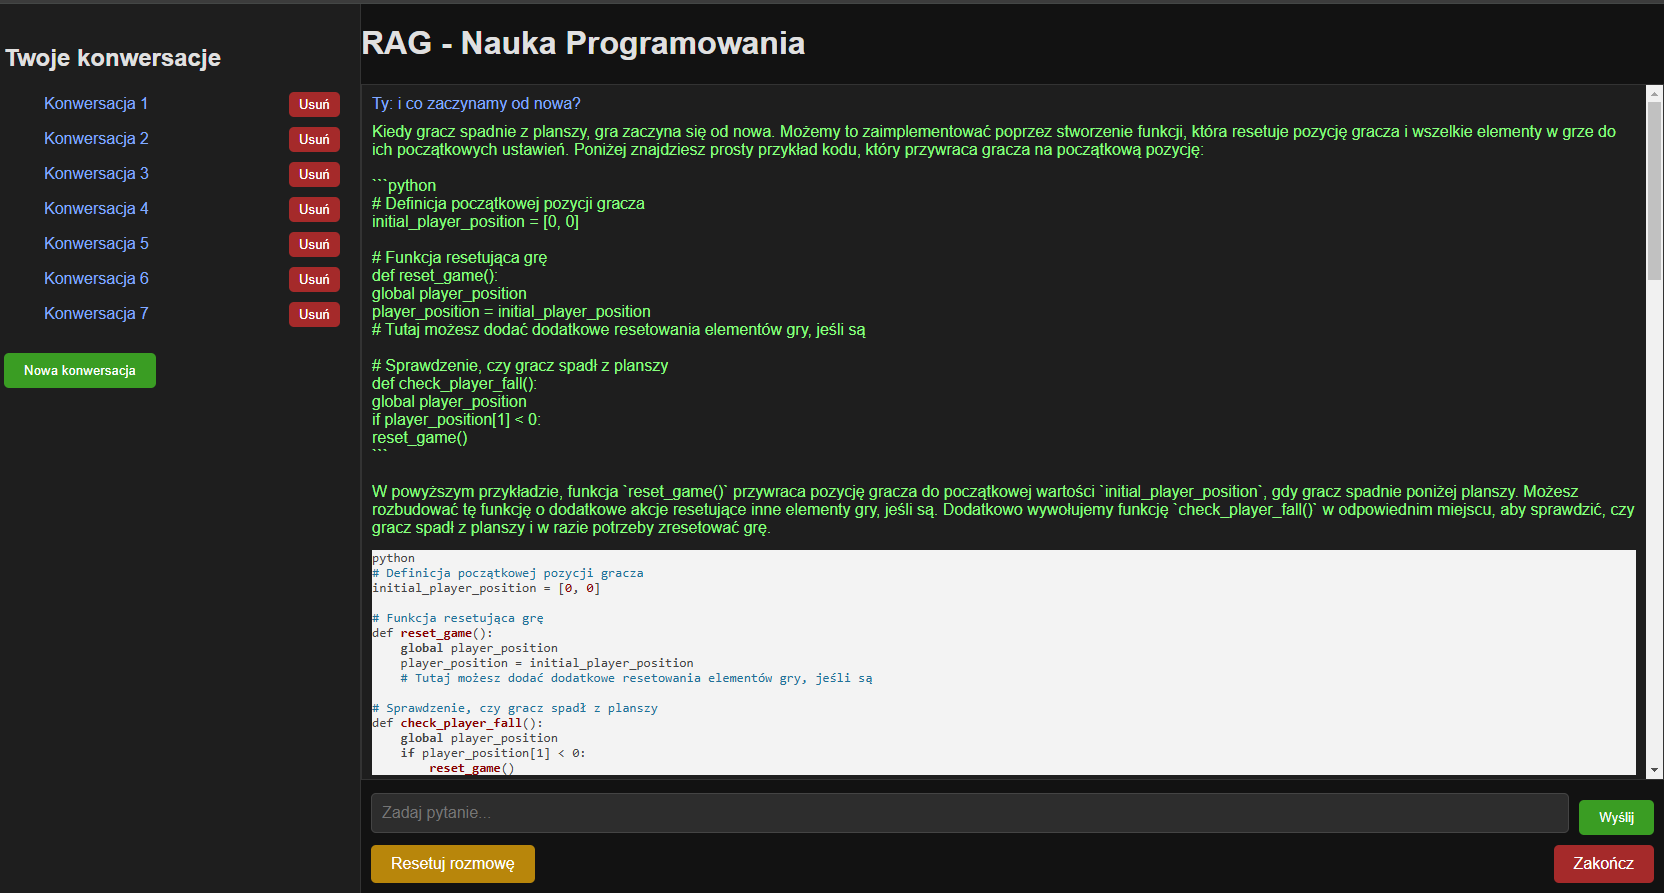 Twoje konwersacje
Konwersacja 1 Usuń
Konwersacja 2 Usuń
Konwersacja 3 Usuń
Konwersacja 4 Usuń
Konwersacja 5 Usuń
Konwersacja 6 Usuń
Konwersacja 7 Usuń
Nowa konwersacja
RAG - Nauka Programowania
Ty: i co zaczynamy od nowa?
Kiedy gracz spadnie z planszy, gra zaczyna się od nowa. Możemy to zaimplementować poprzez stworzenie funkcji, która resetuje pozycję gracza i wszelkie elementy w grze do
ich początkowych ustawień. Poniżej znajdziesz prosty przykład kodu, który przywraca gracza na początkową pozycję:
```python
# Definicja początkowej pozycji gracza
initial_player_position = [0, 0]
# Funkcja resetująca grę
def reset_game():
global player_position
player_position = initial_player_position
# Tutaj możesz dodać dodatkowe resetowania elementów gry, jeśli są
# Sprawdzenie, czy gracz spadł z planszy
def check_player_fall():
global player_position
if player_position[1] < 0:
reset_game()
```
W powyższym przykładzie, funkcja `reset_game()` przywraca pozycję gracza do początkowej wartości `initial_player_position`, gdy gracz spadnie poniżej planszy. Możesz
rozbudować tę funkcję o dodatkowe akcje resetujące inne elementy gry, jeśli są. Dodatkowo wywołujemy funkcję `check_player_fall()` w odpowiednim miejscu, aby sprawdzić, czy
gracz spadł z planszy i w razie potrzeby zresetować grę.
python
# Definicja początkowej pozycji gracza
initial_player_position = [0, 0]
# Funkcja resetująca grę
def reset_game():
    global player_position
    player_position = initial_player_position
    # Tutaj możesz dodać dodatkowe resetowania elementów gry, jeśli są
# Sprawdzenie, czy gracz spadł z planszy
def check_player_fall():
    global player_position
    if player_position[1] < 0:
        reset_game()
Zadaj pytanie...
Wyślij
Resetuj rozmowę
Zakończ